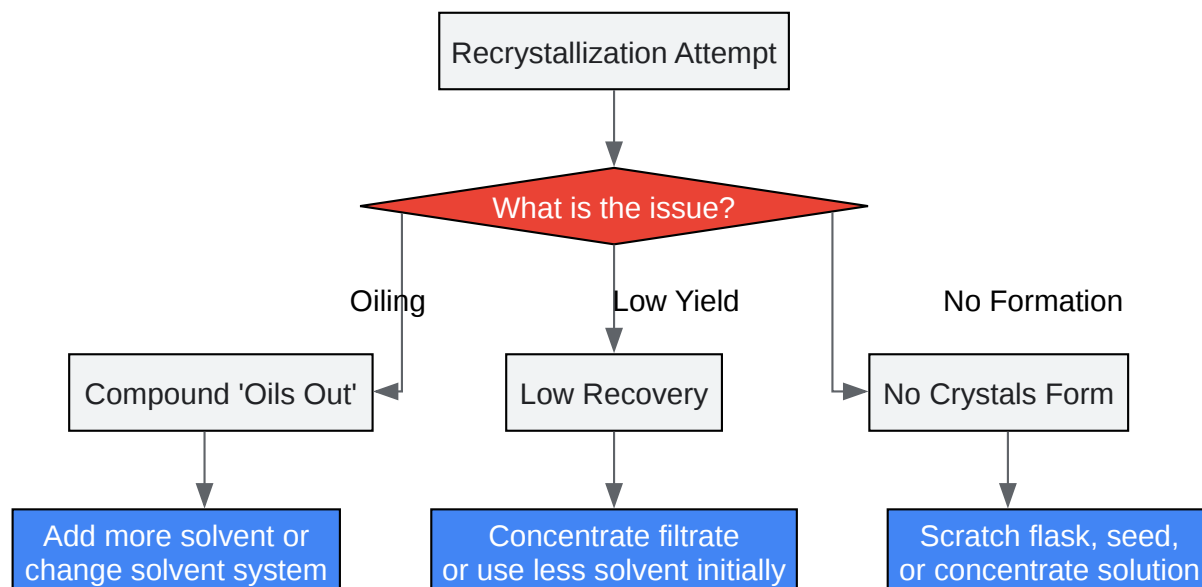 Recrystallization Attempt
What is the issue?
Oiling
Low Yield
No Formation
Compound 'Oils Out'
Low Recovery
No Crystals Form
Add more solvent or
change solvent system
Concentrate filtrate
or use less solvent initially
Scratch flask, seed,
or concentrate solution